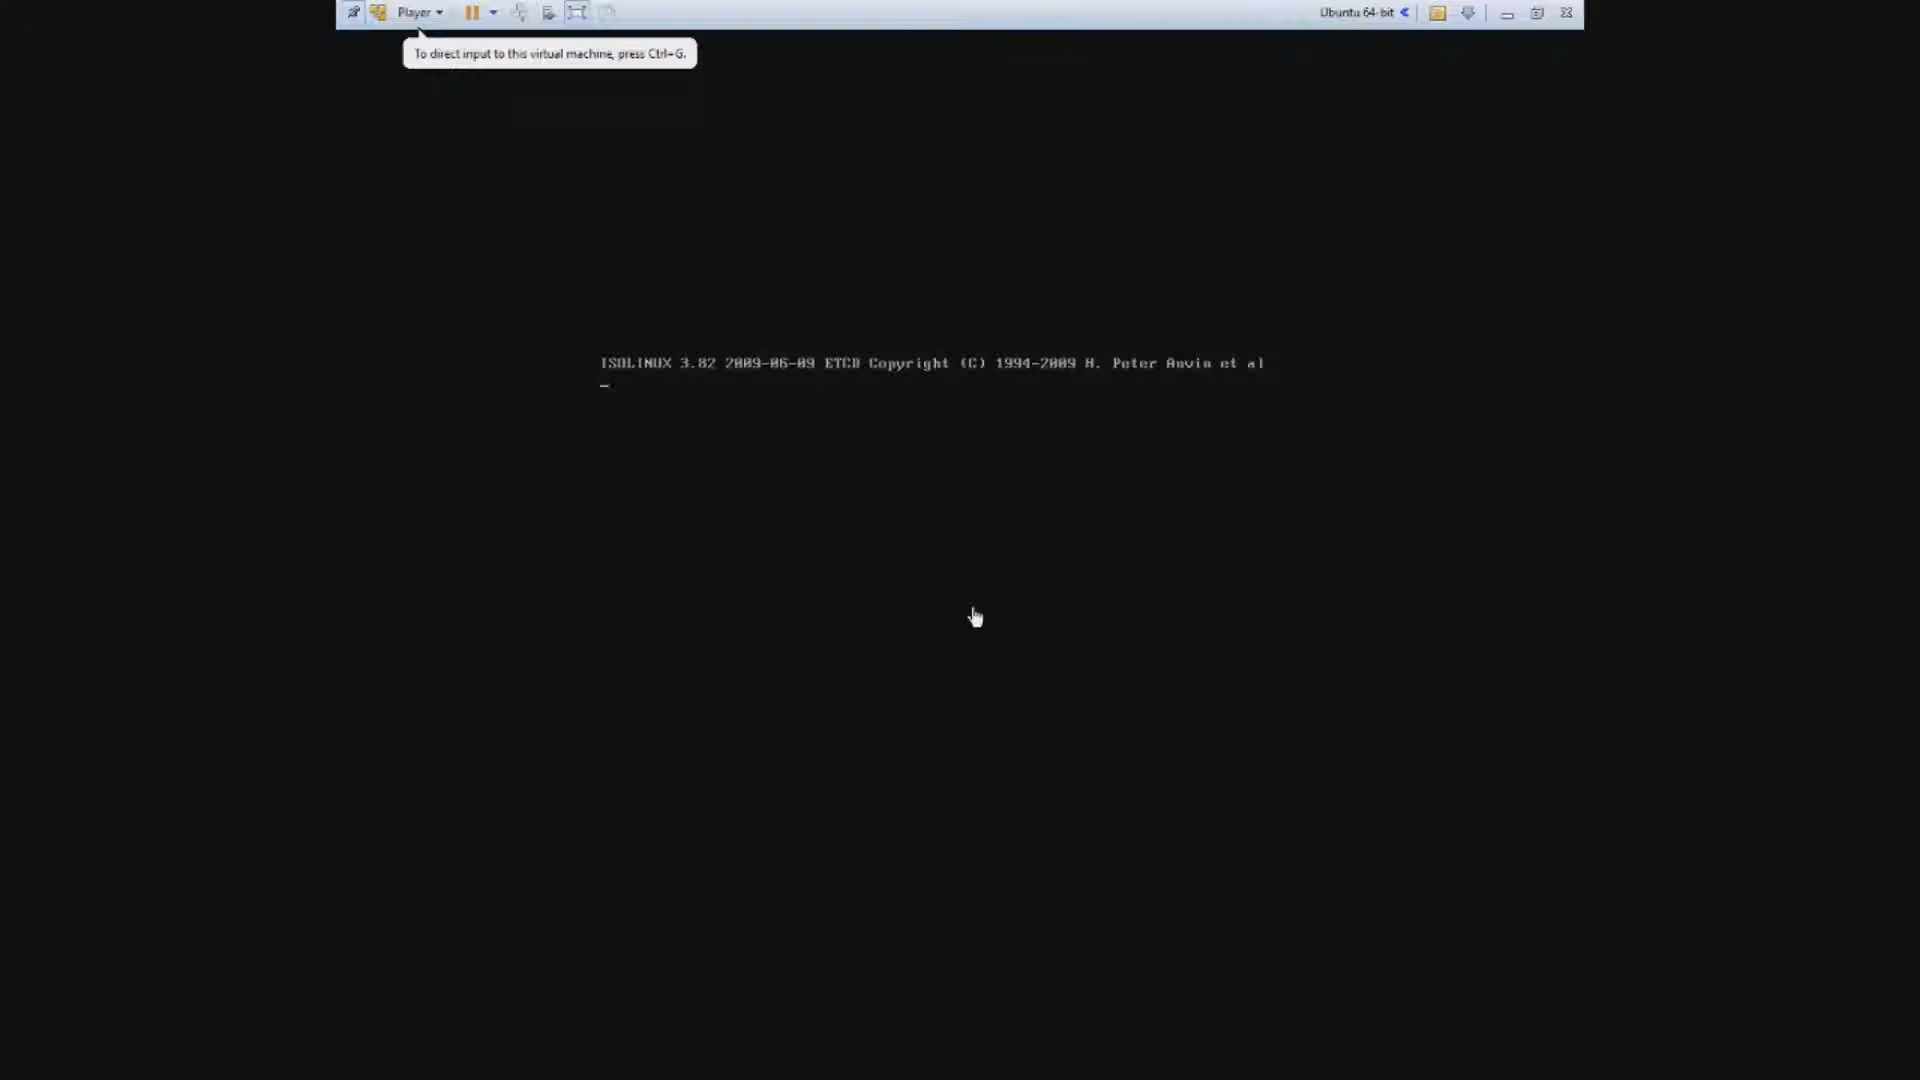 Player
Ubuntu 64-bit
To direct input to this virtual machine, press Ctrl+G.
ISOLINUX 3.82 2009-06-09 ETCD Copyright (C) 1994-2009 H. Peter Anvin et al